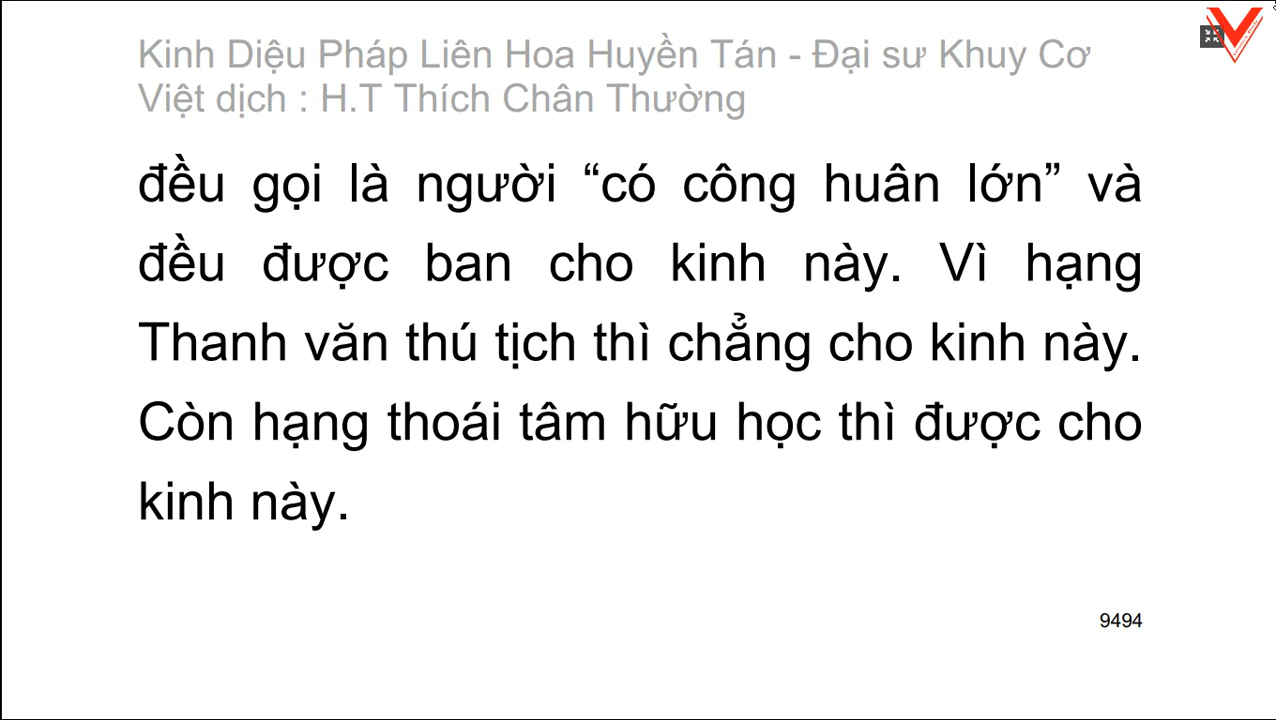 Kinh Diệu Pháp Liên Hoa Huyền Tán - Đại sư Khuy Cơ
Việt dịch : H.T Thích Chân Thường
đều gọi là người “có công huân lớn” và
đều được ban cho kinh này. Vì hạng
Thanh văn thú tịch thì chẳng cho kinh này.
Còn hạng thoái tâm hữu học thì được cho
kinh này.
9494